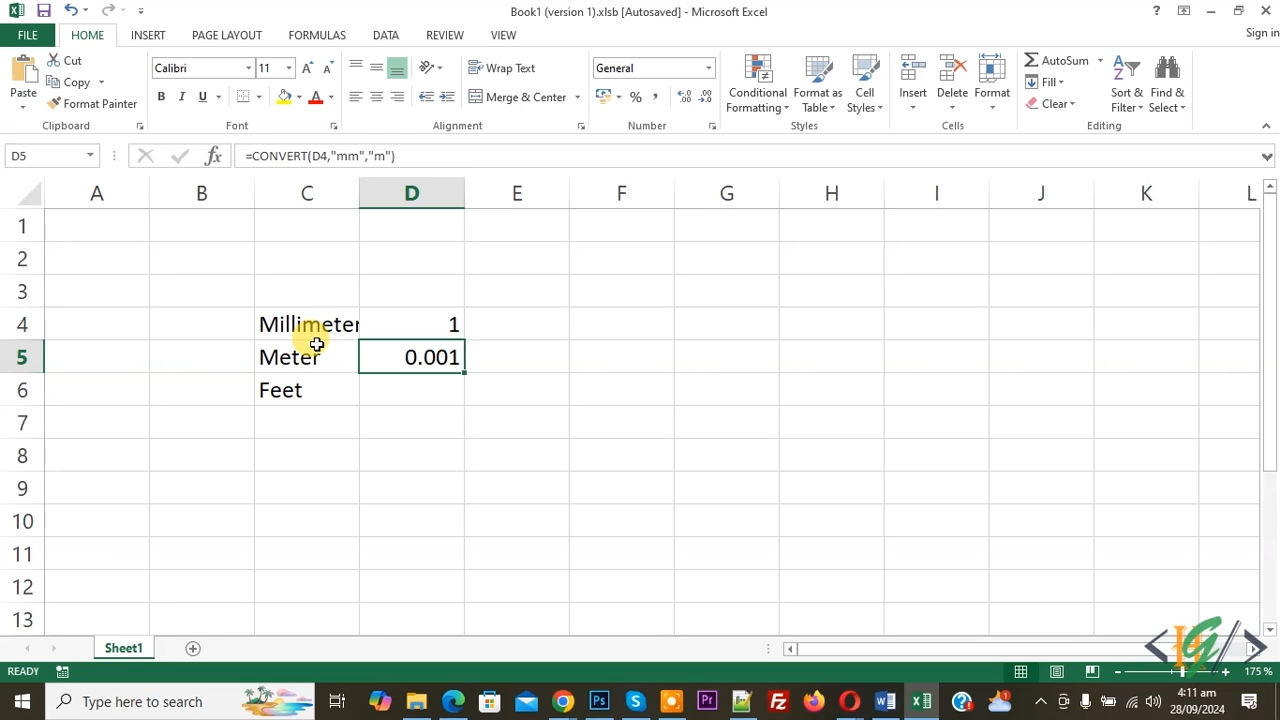 Book1 (version 1).xlsb [Autosaved] - Microsoft Excel
?
FILE HOME INSERT PAGE LAYOUT FORMULAS DATA REVIEW VIEW
Sign in
Paste
Cut
Copy
Format Painter
Clipboard
Calibri 11
B I U
Font
Wrap Text
Merge & Center
Alignment
General
%
Number
Conditional Formatting
Format as Table
Cell Styles
Styles
Insert Delete Format
Cells
AutoSum
Fill
Clear
Sort & Filter
Find & Select
Editing
D5 fx =CONVERT(D4,"mm","m")
A B C D E F G H I J K L
1
2
3
4 Millimeter 1
5 Meter 0.001
6 Feet
7
8
9
10
11
12
13
Sheet1
READY 175 %
Type here to search
4:11 am
28/09/2024